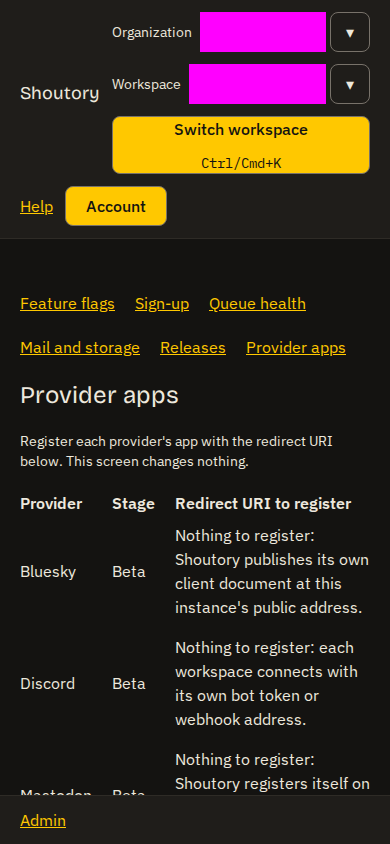 Organization
▼
Workspace
▼
Shoutory
Switch workspace
Ctrl/Cmd+K
Help
Account
Feature flags Sign-up Queue health
Mail and storage Releases Provider apps
Provider apps
Register each provider's app with the redirect URI
below. This screen changes nothing.
Provider Stage Redirect URI to register
Bluesky Beta Nothing to register:
Shoutory publishes its own
client document at this
instance's public address.
Discord Beta Nothing to register: each
workspace connects with
its own bot token or
webhook address.
Mastodon Beta Nothing to register:
Shoutory registers itself on
Admin